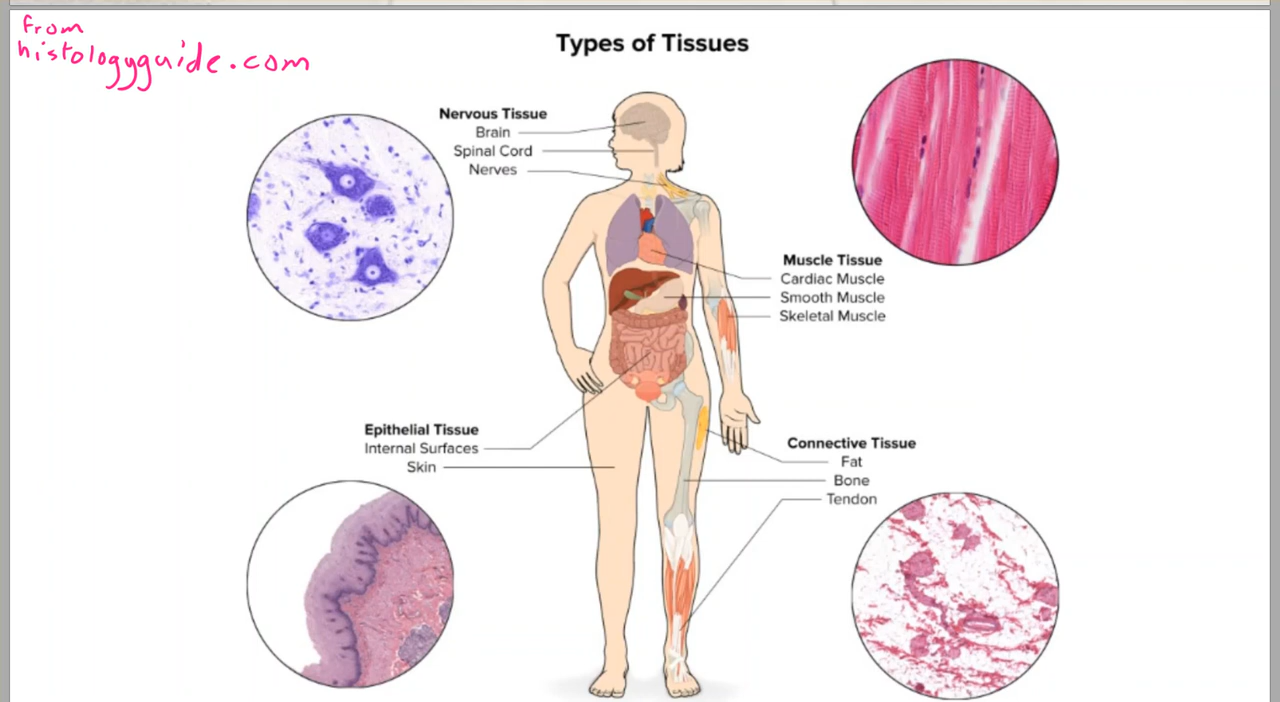 from
histologyguide.com
Types of Tissues
Nervous Tissue
Brain
Spinal Cord
Nerves
Muscle Tissue
Cardiac Muscle
Smooth Muscle
Skeletal Muscle
Epithelial Tissue
Internal Surfaces
Skin
Connective Tissue
Fat
Bone
Tendon